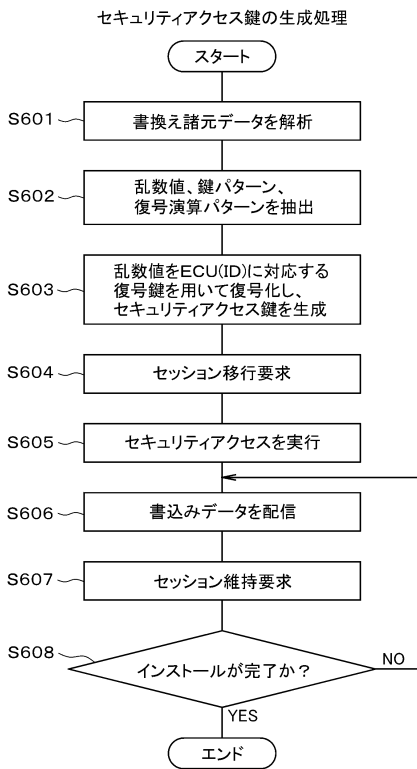 セキュリティアクセス鍵の生成処理
スタート
S601
書換え諸元データを解析
S602
乱数値、鍵パターン、
復号演算パターンを抽出
S603
乱数値をECU(ID)に対応する
復号鍵を用いて復号化し、
セキュリティアクセス鍵を生成
S604
セッション移行要求
S605
セキュリティアクセスを実行
S606
書込みデータを配信
S607
セッション維持要求
S608
インストールが完了か？
NO
YES
エンド